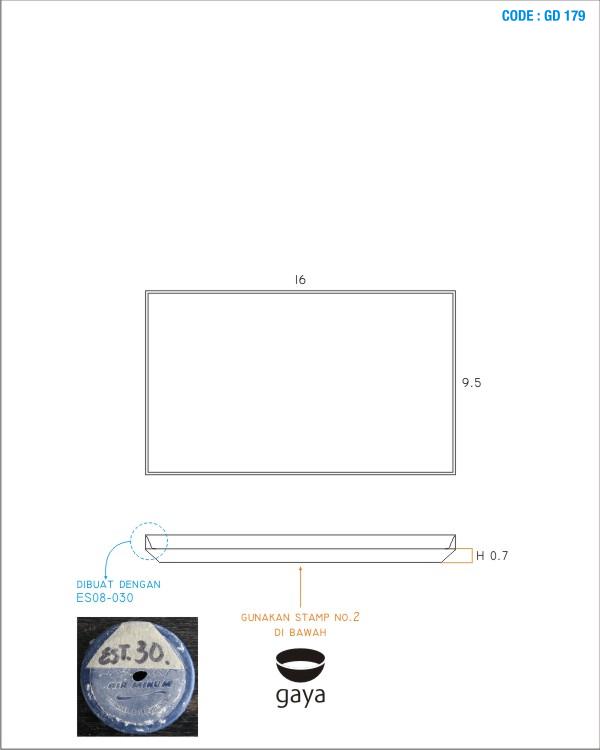 CODE : GD 179
16
9.5
H 0.7
DIBUAT DENGAN
ES08-030
GUNAKAN STAMP NO.2
DI BAWAH
EST.30.
AIR MINUM
gaya